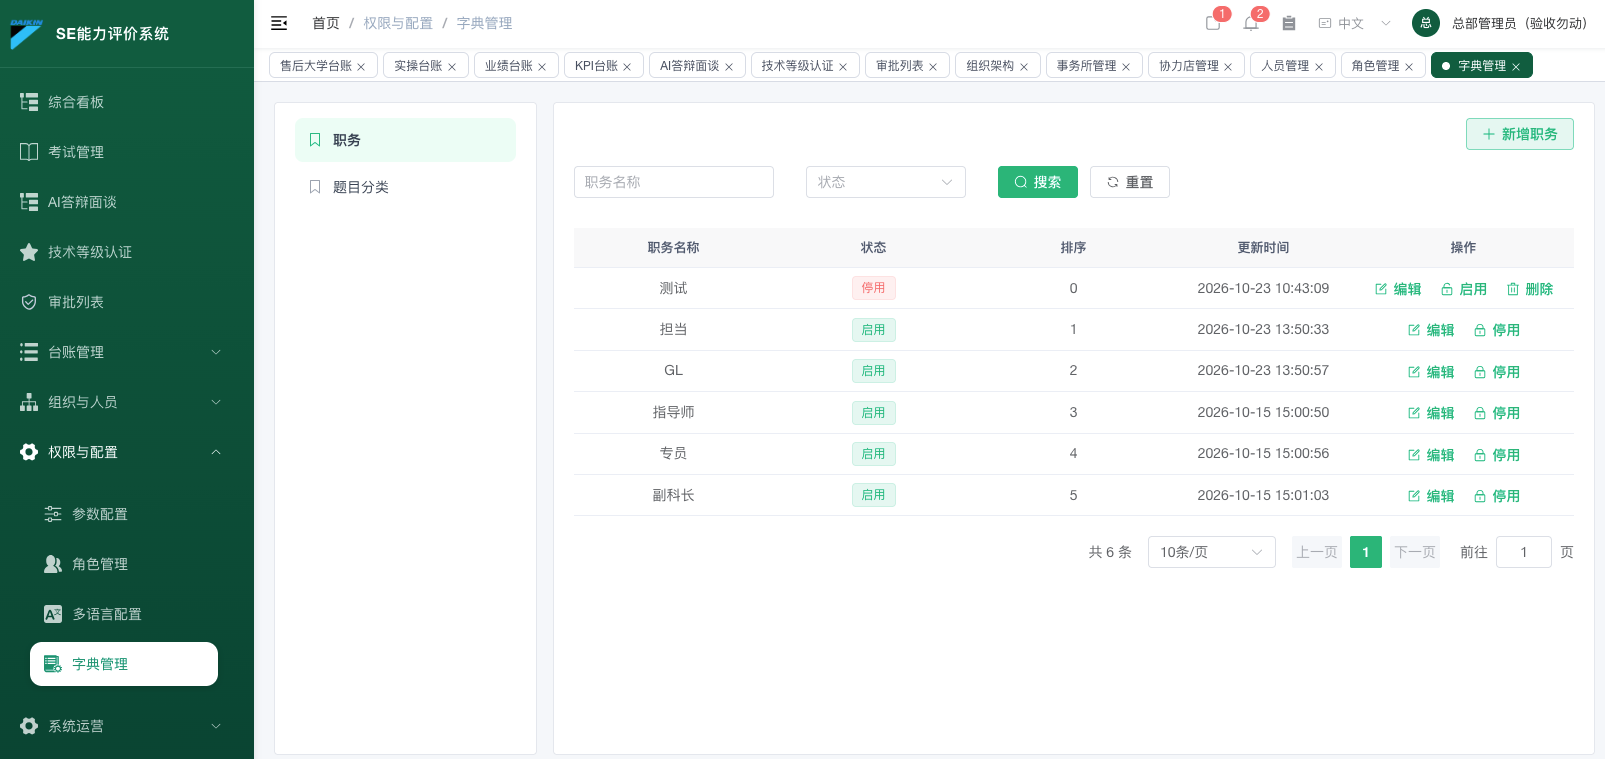 DAIKIN
SE能力评价系统
综合看板
考试管理
AI答辩面谈
技术等级认证
审批列表
台账管理
组织与人员
权限与配置
参数配置
角色管理
多语言配置
字典管理
系统运营
首页 / 权限与配置 / 字典管理
1
2
中文
总
总部管理员（验收勿动）
售后大学台账
实操台账
业绩台账
KPI台账
AI答辩面谈
技术等级认证
审批列表
组织架构
事务所管理
协力店管理
人员管理
角色管理
字典管理
职务
题目分类
新增职务
职务名称
状态
搜索
重置
职务名称 状态 排序 更新时间 操作
测试 停用 0 2026-10-23 10:43:09 编辑 启用 删除
担当 启用 1 2026-10-23 13:50:33 编辑 停用
GL 启用 2 2026-10-23 13:50:57 编辑 停用
指导师 启用 3 2026-10-15 15:00:50 编辑 停用
专员 启用 4 2026-10-15 15:00:56 编辑 停用
副科长 启用 5 2026-10-15 15:01:03 编辑 停用
共 6 条 10条/页 上一页 1 下一页 前往 1 页